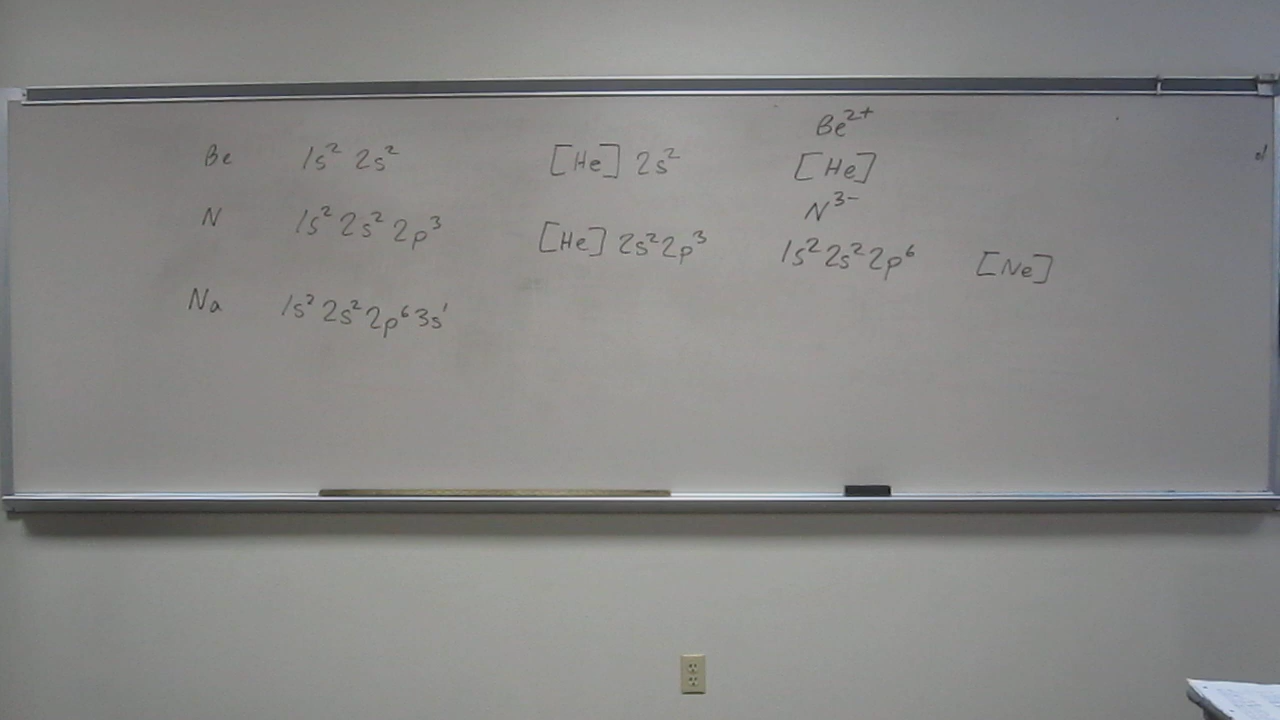 Be²⁺
Be 1s² 2s² [He] 2s² [He]
N³⁻
N 1s² 2s² 2p³ [He] 2s² 2p³ 1s² 2s² 2p⁶ [Ne]
Na 1s² 2s² 2p⁶ 3s¹